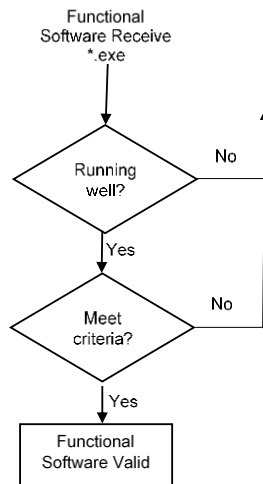 Functional
Software Receive
*.exe
Running
well?
No
Yes
Meet
criteria?
No
Yes
Functional
Software Valid